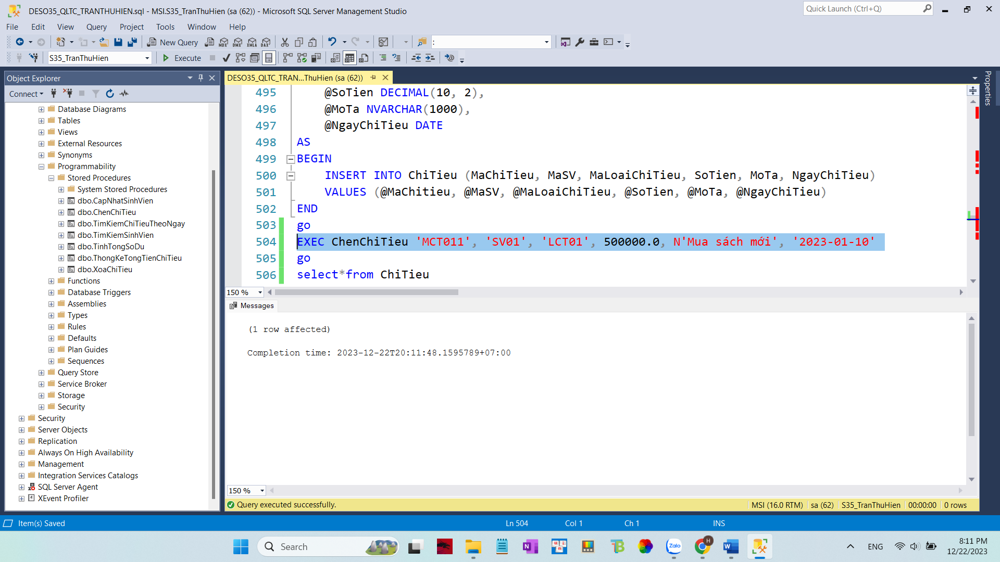 DESO35_QLTC_TRANTHUHIEN.sql - MSI.S35_TranThuHien (sa (62)) - Microsoft SQL Server Management Studio
Quick Launch (Ctrl+Q)
File Edit View Query Project Tools Window Help
New Query
MDX DMX XMLA DAX
:
S35_TranThuHien
Execute
Object Explorer
Connect
Database Diagrams
Tables
Views
External Resources
Synonyms
Programmability
Stored Procedures
System Stored Procedures
dbo.CapNhatSinhVien
dbo.ChenChiTieu
dbo.TimKiemChiTieuTheoNgay
dbo.TimKiemSinhVien
dbo.TinhTongSoDu
dbo.ThongKeTongTienChiTieu
dbo.XoaChiTieu
Functions
Database Triggers
Assemblies
Types
Rules
Defaults
Plan Guides
Sequences
Query Store
Service Broker
Storage
Security
Security
Server Objects
Replication
Always On High Availability
Management
Integration Services Catalogs
SQL Server Agent
XEvent Profiler
DESO35_QLTC_TRAN...ThuHien (sa (62))
Properties
495 @SoTien DECIMAL(10, 2),
496 @MoTa NVARCHAR(1000),
497 @NgayChiTieu DATE
498 AS
499 BEGIN
500 INSERT INTO ChiTieu (MaChiTieu, MaSV, MaLoaiChiTieu, SoTien, MoTa, NgayChiTieu)
501 VALUES (@MaChitieu, @MaSV, @MaLoaiChiTieu, @SoTien, @MoTa, @NgayChiTieu)
502 END
503 go
504 EXEC ChenChiTieu 'MCT011', 'SV01', 'LCT01', 500000.0, N'Mua sách mới', '2023-01-10'
505 go
506 select*from ChiTieu
150 %
Messages
(1 row affected)
Completion time: 2023-12-22T20:11:48.1595789+07:00
150 %
Query executed successfully.
MSI (16.0 RTM) sa (62) S35_TranThuHien 00:00:00 0 rows
Item(s) Saved
Ln 504 Col 1 Ch 1 INS
Search
Zalo
H
ENG
8:11 PM
12/22/2023